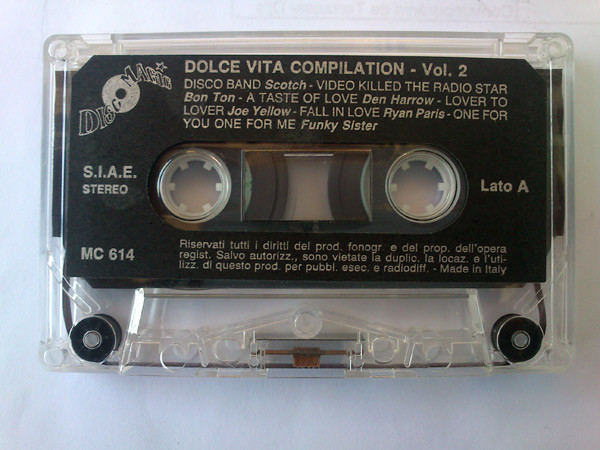 DISCO MAGIC
DOLCE VITA COMPILATION - Vol. 2
DISCO BAND Scotch - VIDEO KILLED THE RADIO STAR
Bon Ton - A TASTE OF LOVE Den Harrow - LOVER TO
LOVER Joe Yellow - FALL IN LOVE Ryan Paris - ONE FOR
YOU ONE FOR ME Funky Sister
S.I.A.E.
STEREO
Lato A
MC 614
Riservati tutti i diritti del prod. fonogr. e del prop. dell'opera
regist. Salvo autorizz., sono vietate la duplic. la locaz. e l'uti-
lizz. di questo prod. per pubbl. esec. e radiodiff. - Made in Italy